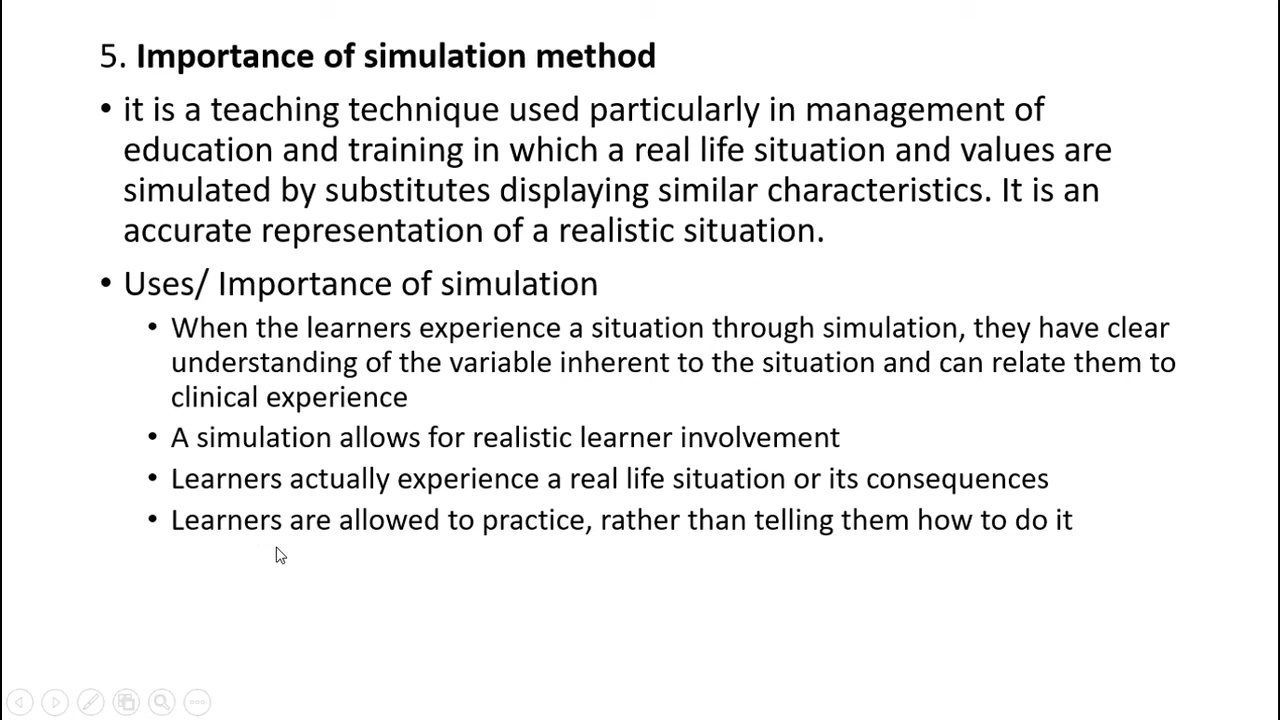 5. Importance of simulation method
• it is a teaching technique used particularly in management of
education and training in which a real life situation and values are
simulated by substitutes displaying similar characteristics. It is an
accurate representation of a realistic situation.
• Uses/ Importance of simulation
• When the learners experience a situation through simulation, they have clear
understanding of the variable inherent to the situation and can relate them to
clinical experience
• A simulation allows for realistic learner involvement
• Learners actually experience a real life situation or its consequences
• Learners are allowed to practice, rather than telling them how to do it